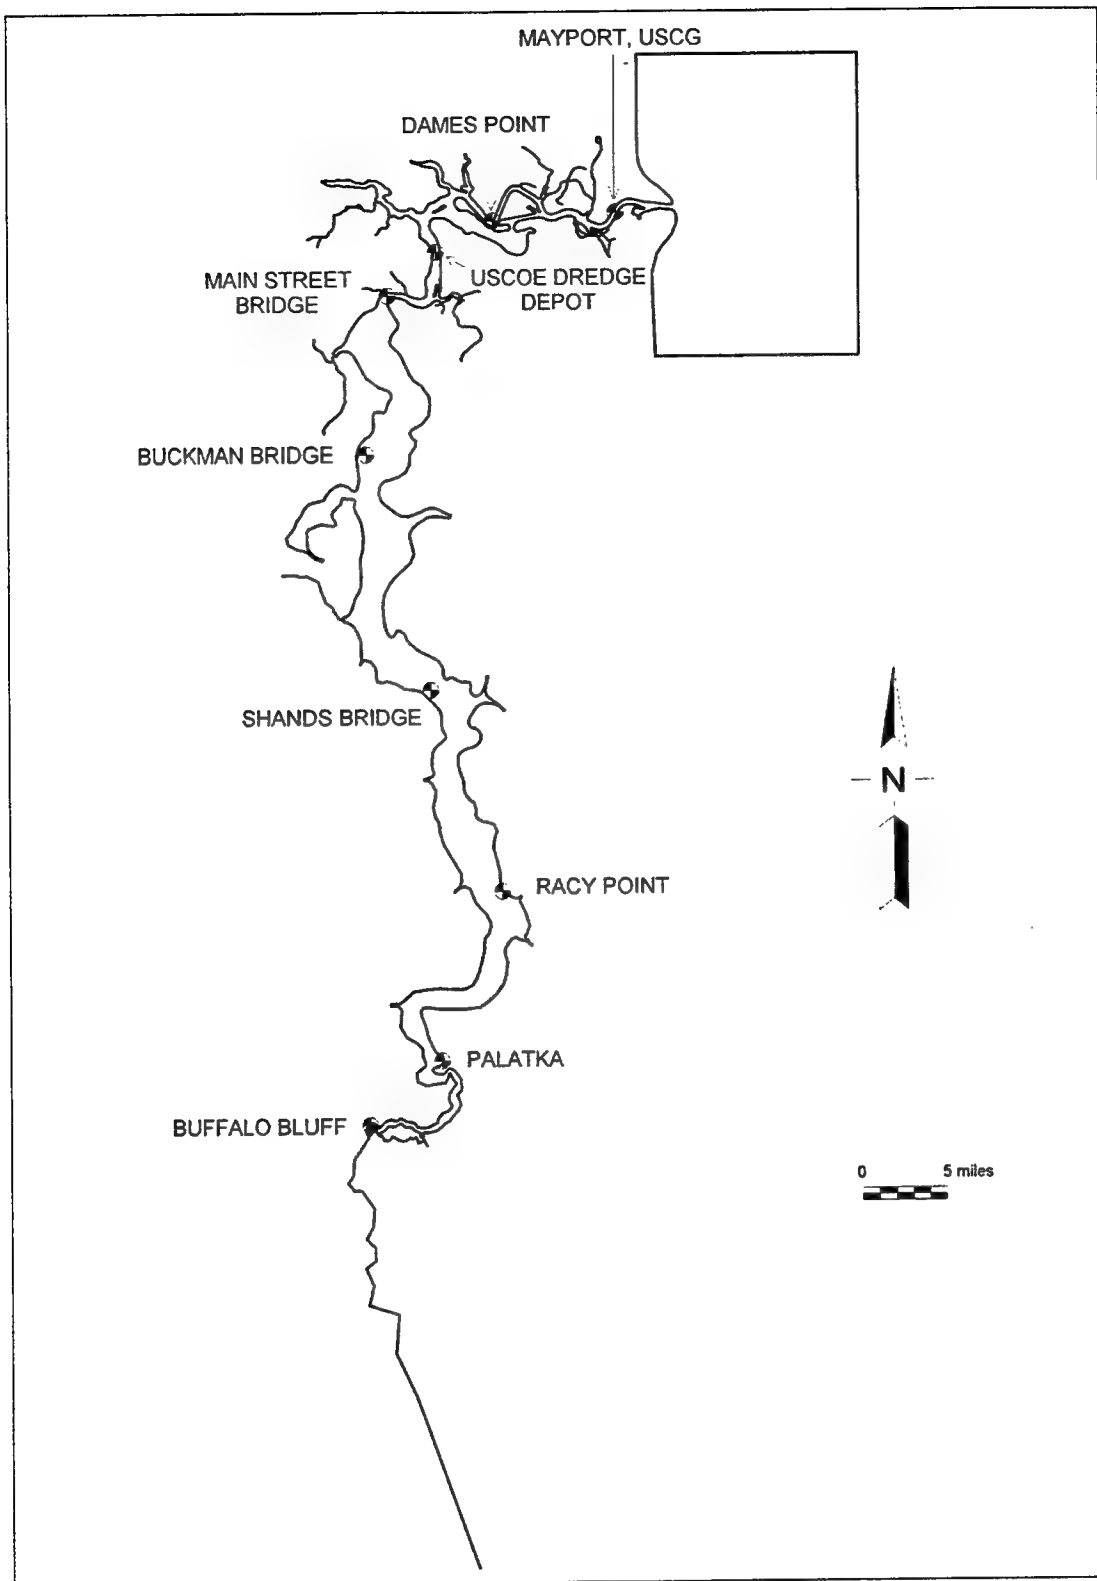 MAYPORT, USCG
DAMES POINT
MAIN STREET
BRIDGE
USCOE DREDGE
DEPOT
BUCKMAN BRIDGE
SHANDS BRIDGE
N
RACY POINT
PALATKA
BUFFALO BLUFF
0 5 miles